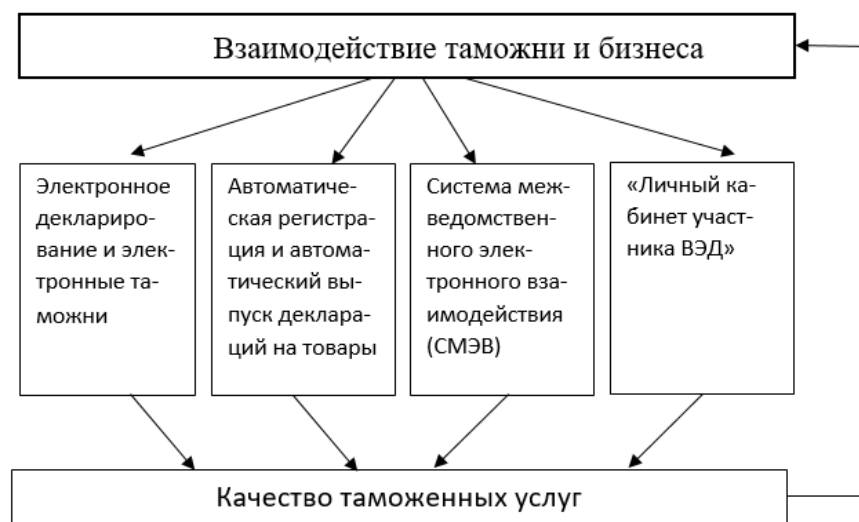 Взаимодействие таможни и бизнеса
Электронное
деклариро-
вание и элек-
тронные та-
можни
Автоматиче-
ская регистра-
ция и автома-
тический вы-
пуск деклара-
ций на товары
Система меж-
ведомствен-
ного элек-
тронного вза-
имодействия
(СМЭВ)
«Личный ка-
бинет участ-
ника ВЭД»
Качество таможенных услуг